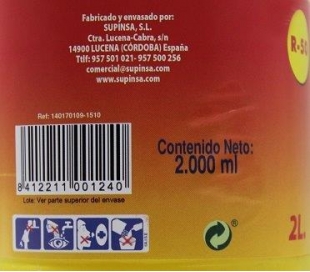 Fabricado y envasado por:
SUPINSA, S.L.
Ctra. Lucena-Cabra, s/n
14900 LUCENA (CÓRDOBA) España
Tlf: 957 501 021- 957 500 256
comercial@supinsa.com
www.supinsa.com
R-50
Ref: 140170109-1510
Contenido Neto:
2.000 ml
8 412211 001240
Lote: Ver parte superior del envase
2L.